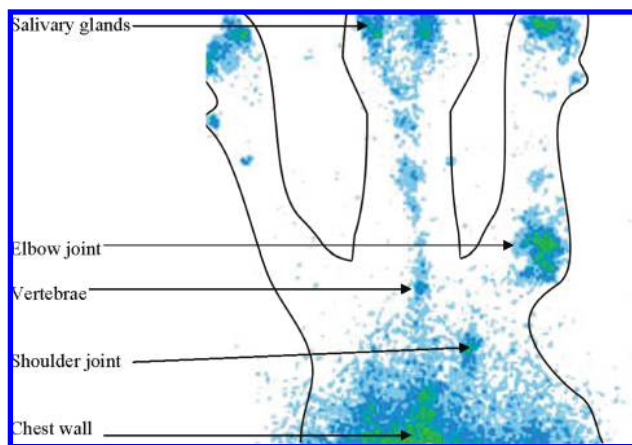 Salivary glands
Elbow joint
Vertebrae
Shoulder joint
Chest wall